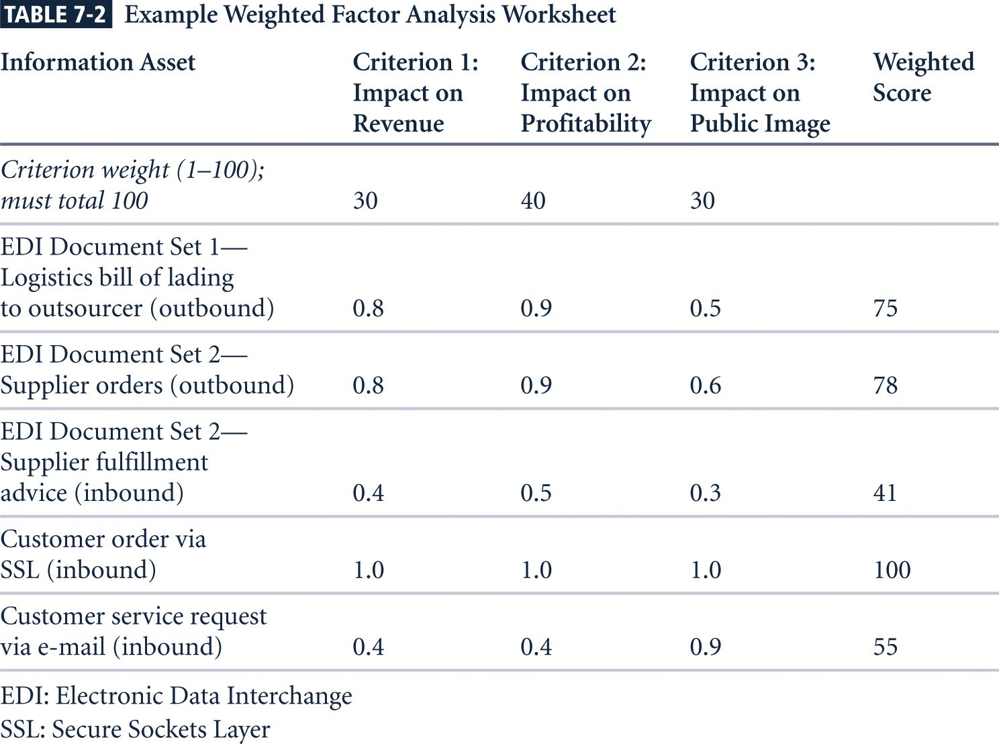 TABLE 7-2 Example Weighted Factor Analysis Worksheet
Information Asset Criterion 1: Impact on Revenue Criterion 2: Impact on Profitability Criterion 3: Impact on Public Image Weighted Score
Criterion weight (1–100);
must total 100 30 40 30
EDI Document Set 1—
Logistics bill of lading
to outsourcer (outbound) 0.8 0.9 0.5 75
EDI Document Set 2—
Supplier orders (outbound) 0.8 0.9 0.6 78
EDI Document Set 2—
Supplier fulfillment
advice (inbound) 0.4 0.5 0.3 41
Customer order via
SSL (inbound) 1.0 1.0 1.0 100
Customer service request
via e-mail (inbound) 0.4 0.4 0.9 55
EDI: Electronic Data Interchange
SSL: Secure Sockets Layer